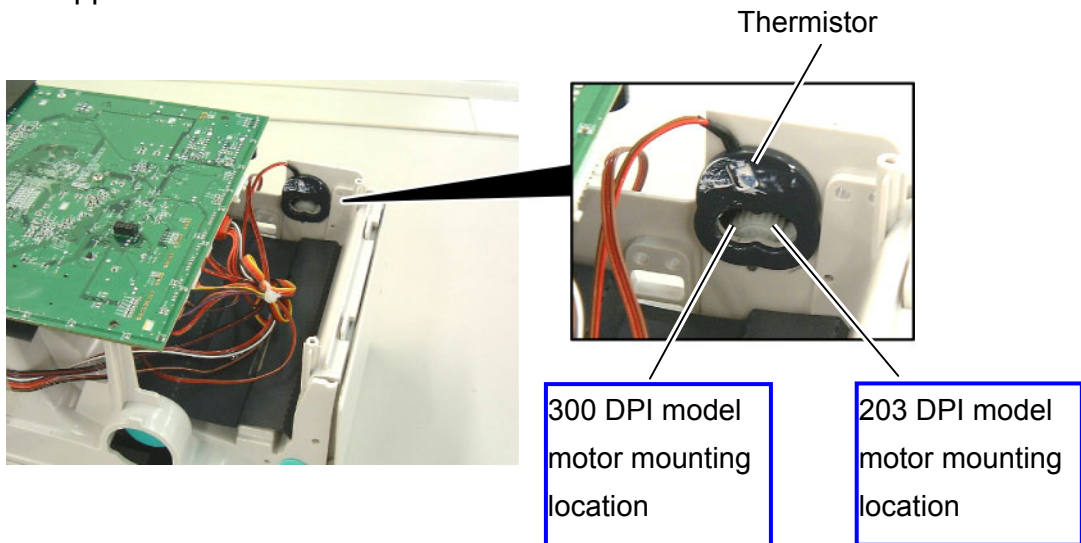 Thermistor
300 DPI model
motor mounting
location
203 DPI model
motor mounting
location